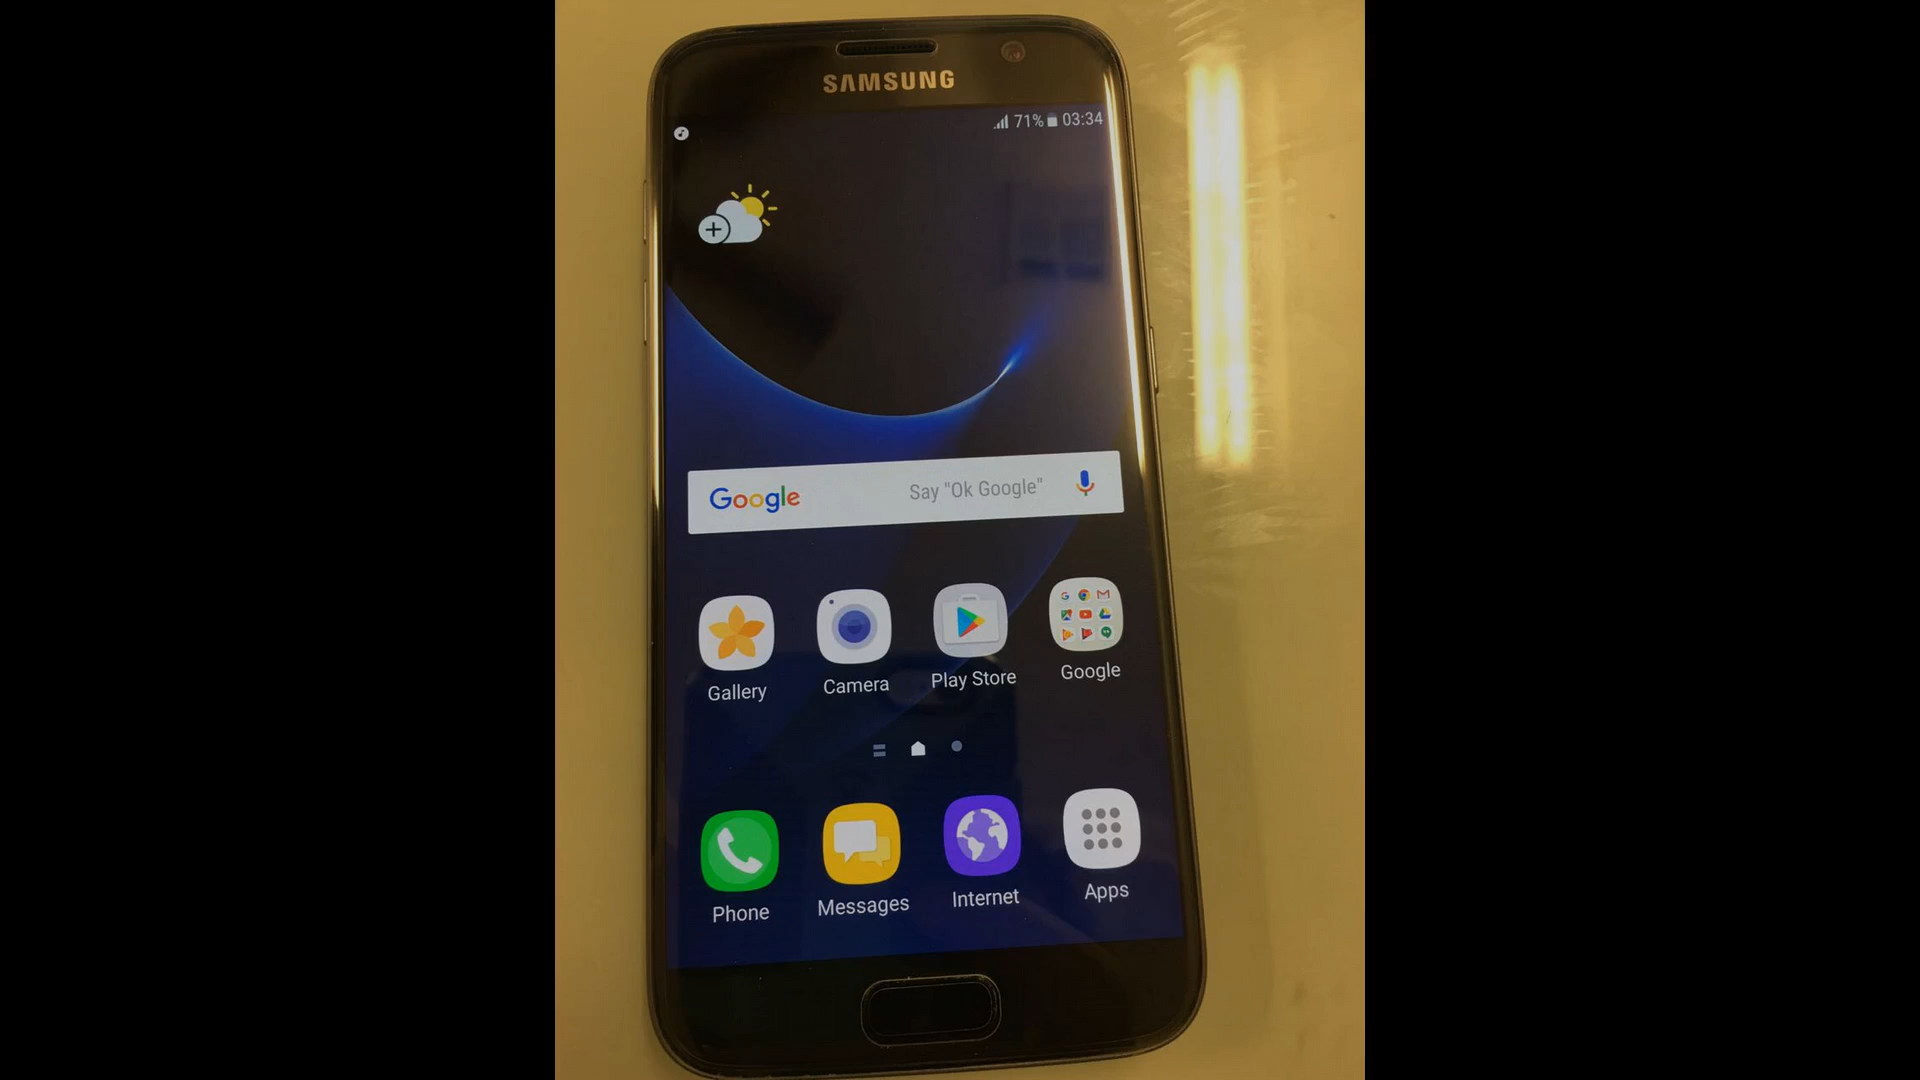 SAMSUNG
71% 03:34
Google Say "Ok Google"
Gallery Camera Play Store Google
Phone Messages Internet Apps